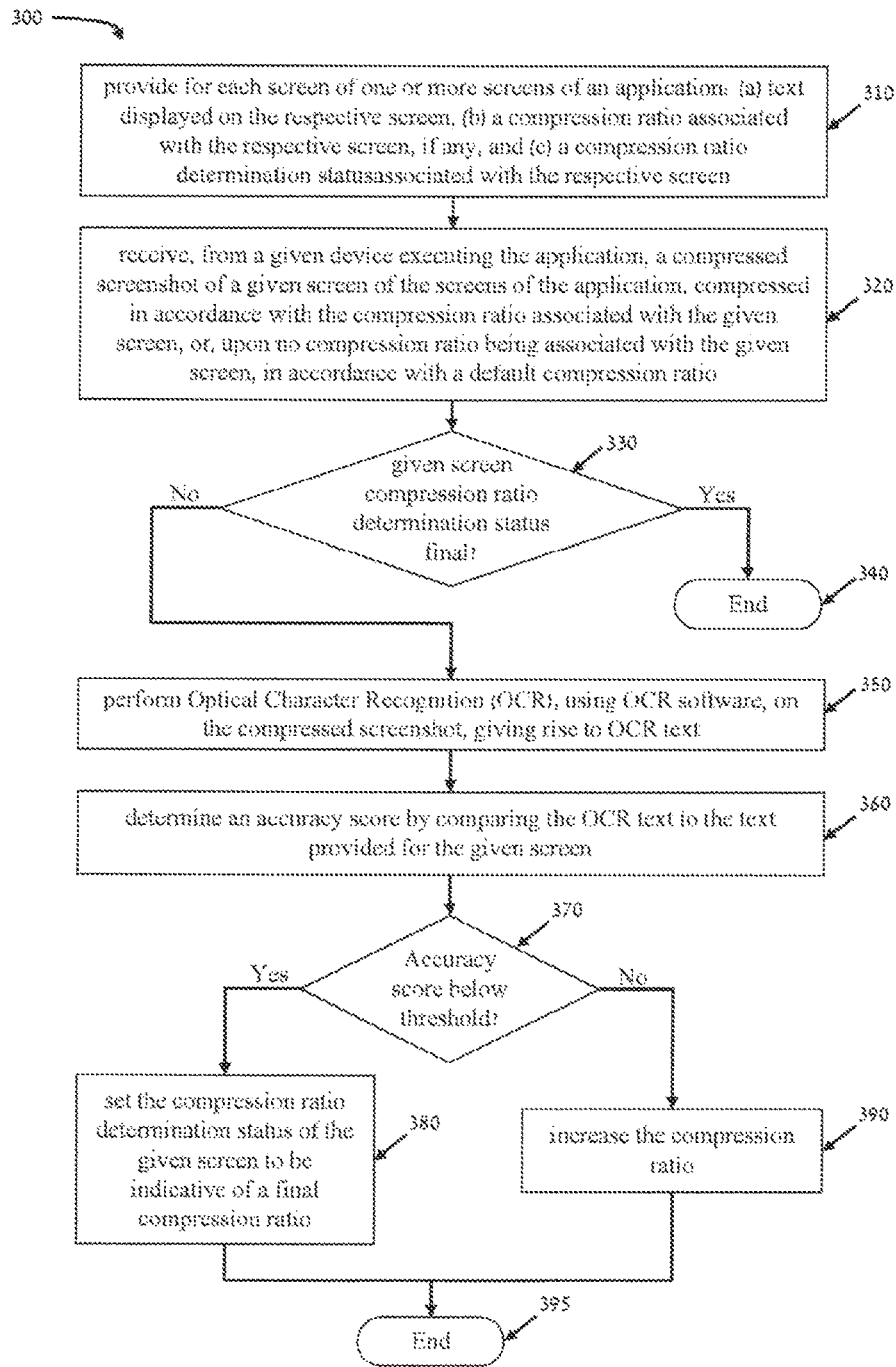 300
provide for each screen of one or more screens of an application: (a) text
displayed on the respective screen, (b) a compression ratio associated
with the respective screen, if any, and (c) a compression ratio
determination statusassociated with the respective screen
310
receive, from a given device executing the application, a compressed
screenshot of a given screen of the screens of the application, compressed
in accordance with the compression ratio associated with the given
screen, or, upon no compression ratio being associated with the given
screen, in accordance with a default compression ratio
320
330
given screen
compression ratio
determination status
final?
No
Yes
End
340
perform Optical Character Recognition (OCR), using OCR software, on
the compressed screenshot, giving rise to OCR text
350
determine an accuracy score by comparing the OCR text to the text
provided for the given screen
360
370
Accuracy
score below
threshold?
Yes
No
set the compression ratio
determination status of the
given screen to be
indicative of a final
compression ratio
380
increase the compression
ratio
390
End
395